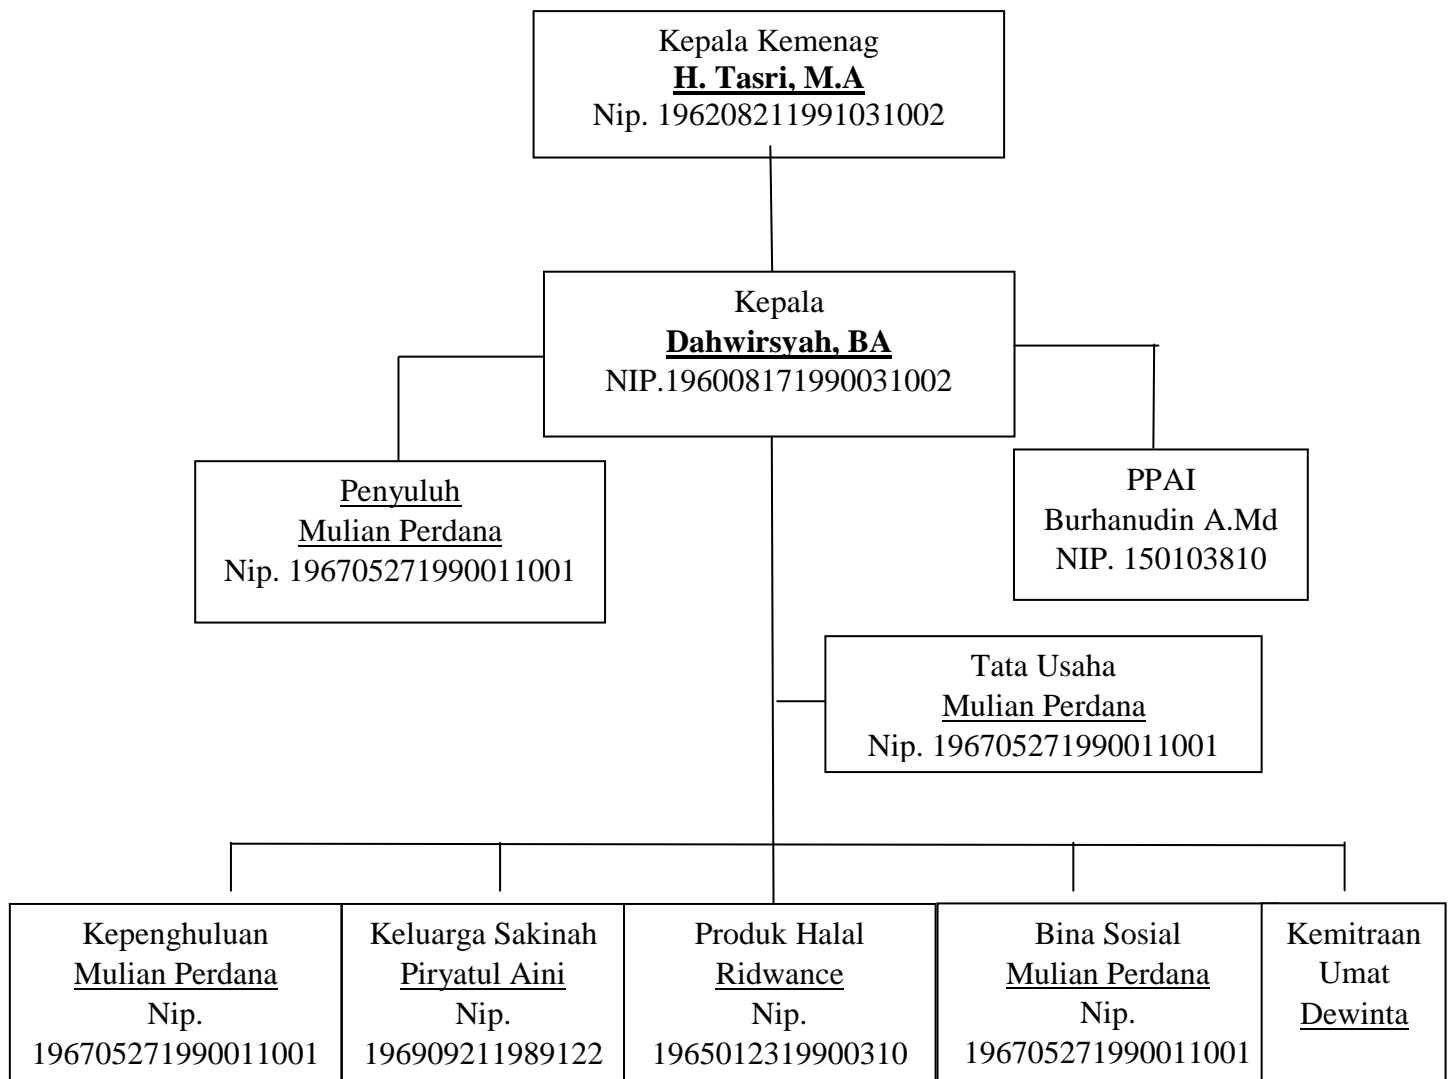 Kepala Kemenag
H. Tasri, M.A
Nip. 196208211991031002
Kepala
Dahwirsyah, BA
NIP.196008171990031002
Penyuluh
Mulian Perdana
Nip. 196705271990011001
PPAI
Burhanudin A.Md
NIP. 150103810
Tata Usaha
Mulian Perdana
Nip. 196705271990011001
Kepenghuluan
Mulian Perdana
Nip.
196705271990011001
Keluarga Sakinah
Piryatul Aini
Nip.
196909211989122
Produk Halal
Ridwance
Nip.
1965012319900310
Bina Sosial
Mulian Perdana
Nip.
196705271990011001
Kemitraan
Umat
Dewinta